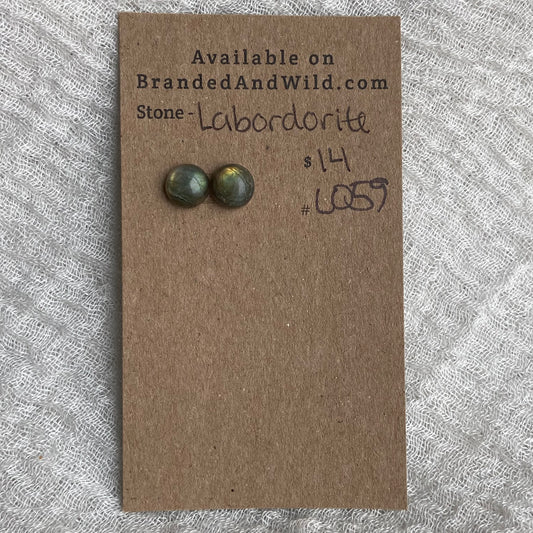 Available on
BrandedAndWild.com
Stone - Labordorite
$ 14
# L059